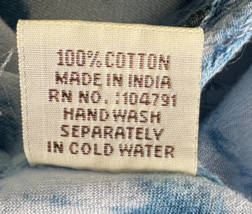 100% COTTON
MADE IN INDIA
RN NO. : 104791
HAND WASH
SEPARATELY
IN COLD WATER